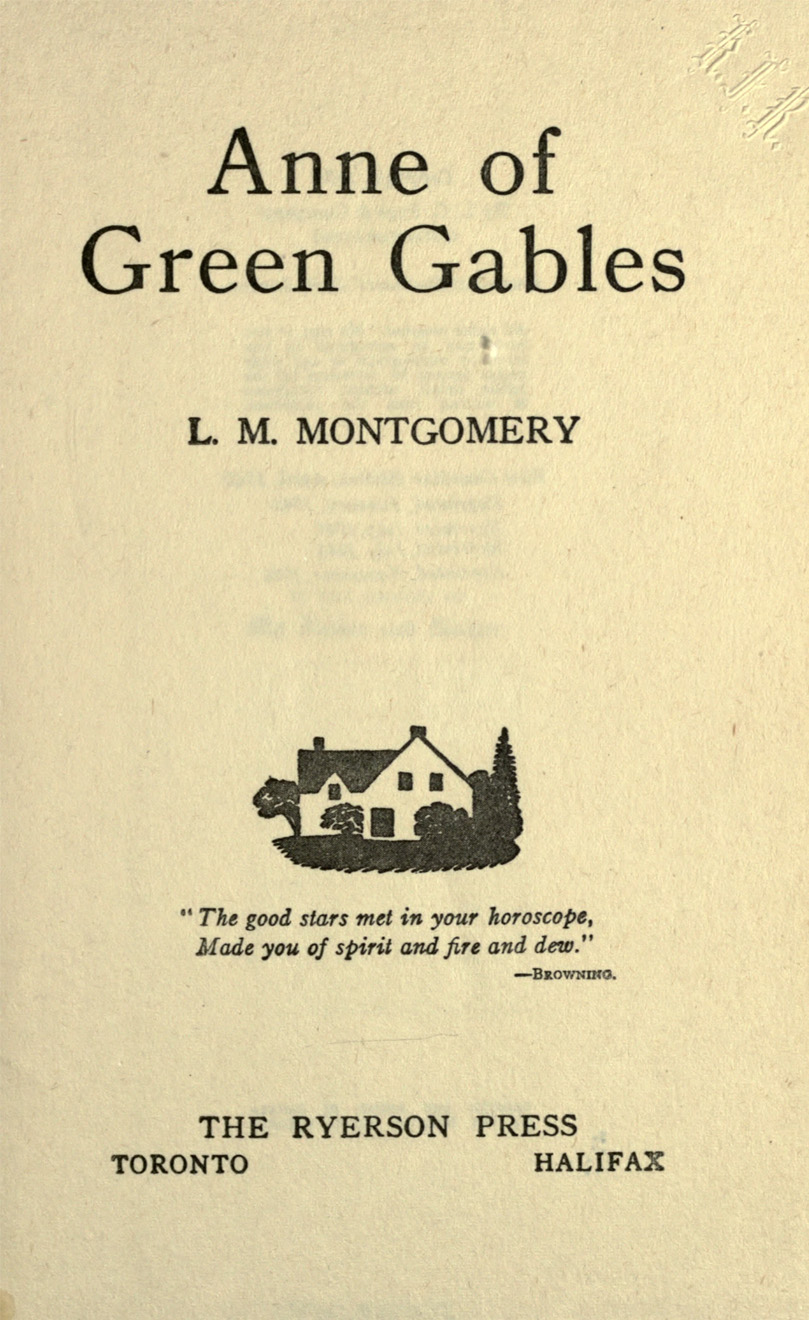 Anne of
Green Gables
L. M. MONTGOMERY
" The good stars met in your horoscope,
Made you of spirit and fire and dew."
—BROWNING.
THE RYERSON PRESS
TORONTO HALIFAX